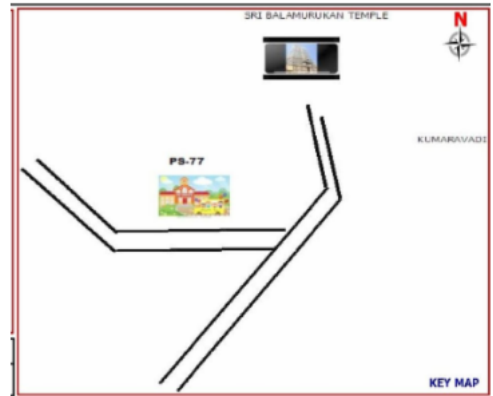 SRI BALAMURUKAN TEMPLE
N
KUMARAVADI
PS-77
KEY MAP